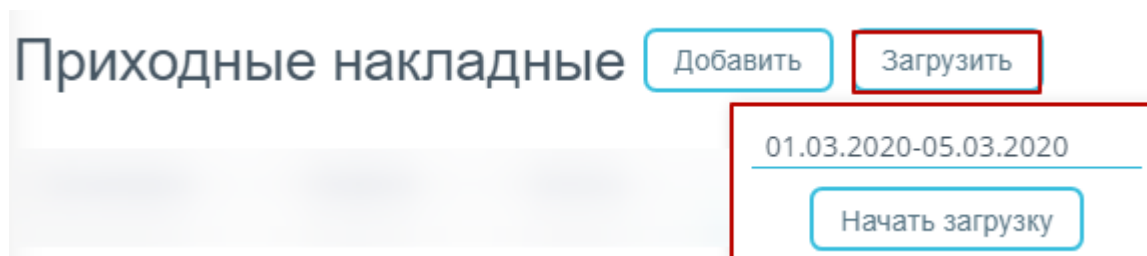 Приходные накладные Добавить Загрузить
01.03.2020-05.03.2020
Начать загрузку